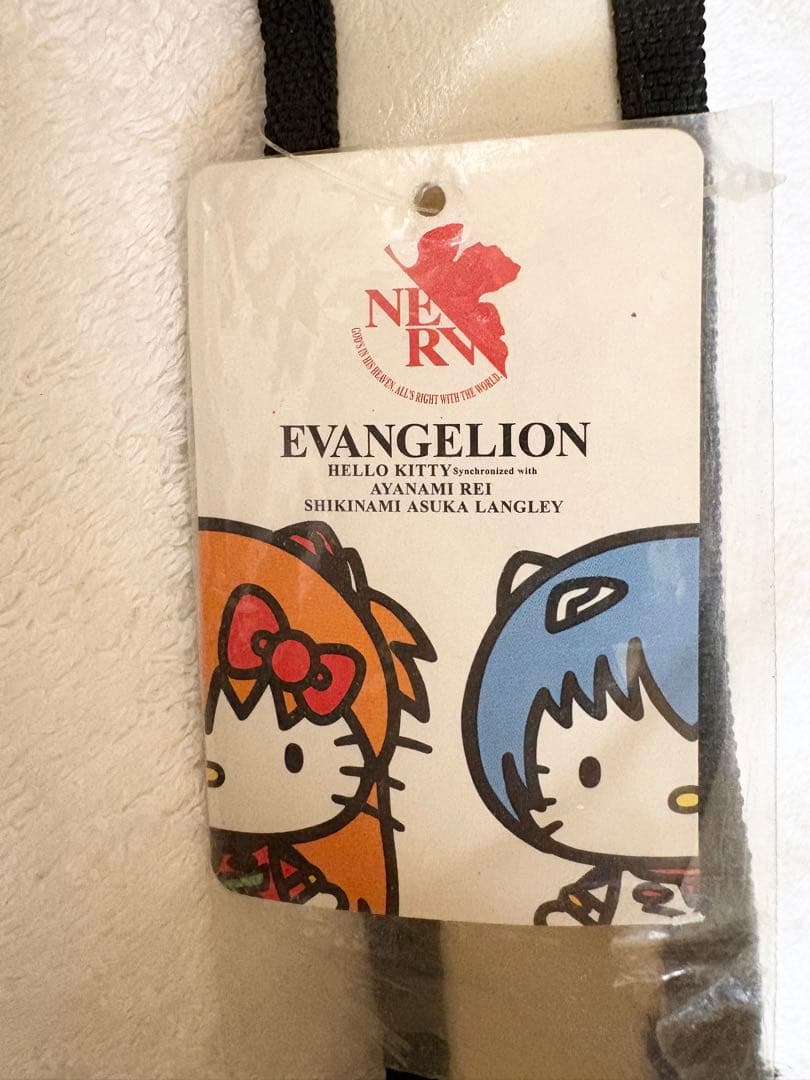 NERV
GOD'S IN HIS HEAVEN. ALL'S RIGHT WITH THE WORLD.
EVANGELION
HELLO KITTY Synchronized with
AYANAMI REI
SHIKINAMI ASUKA LANGLEY